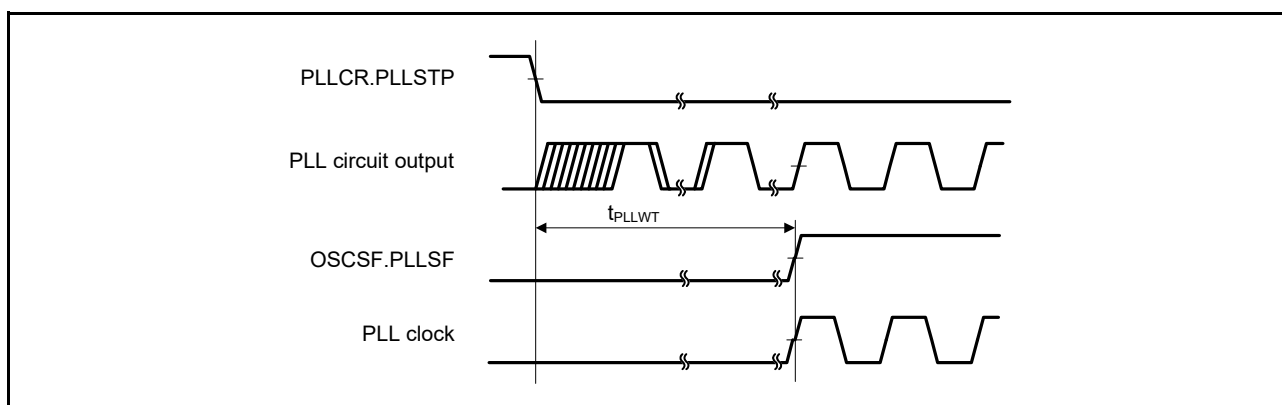 PLLCR.PLLSTP
PLL circuit output
tPLLWT
OSCSF.PLLSF
PLL clock